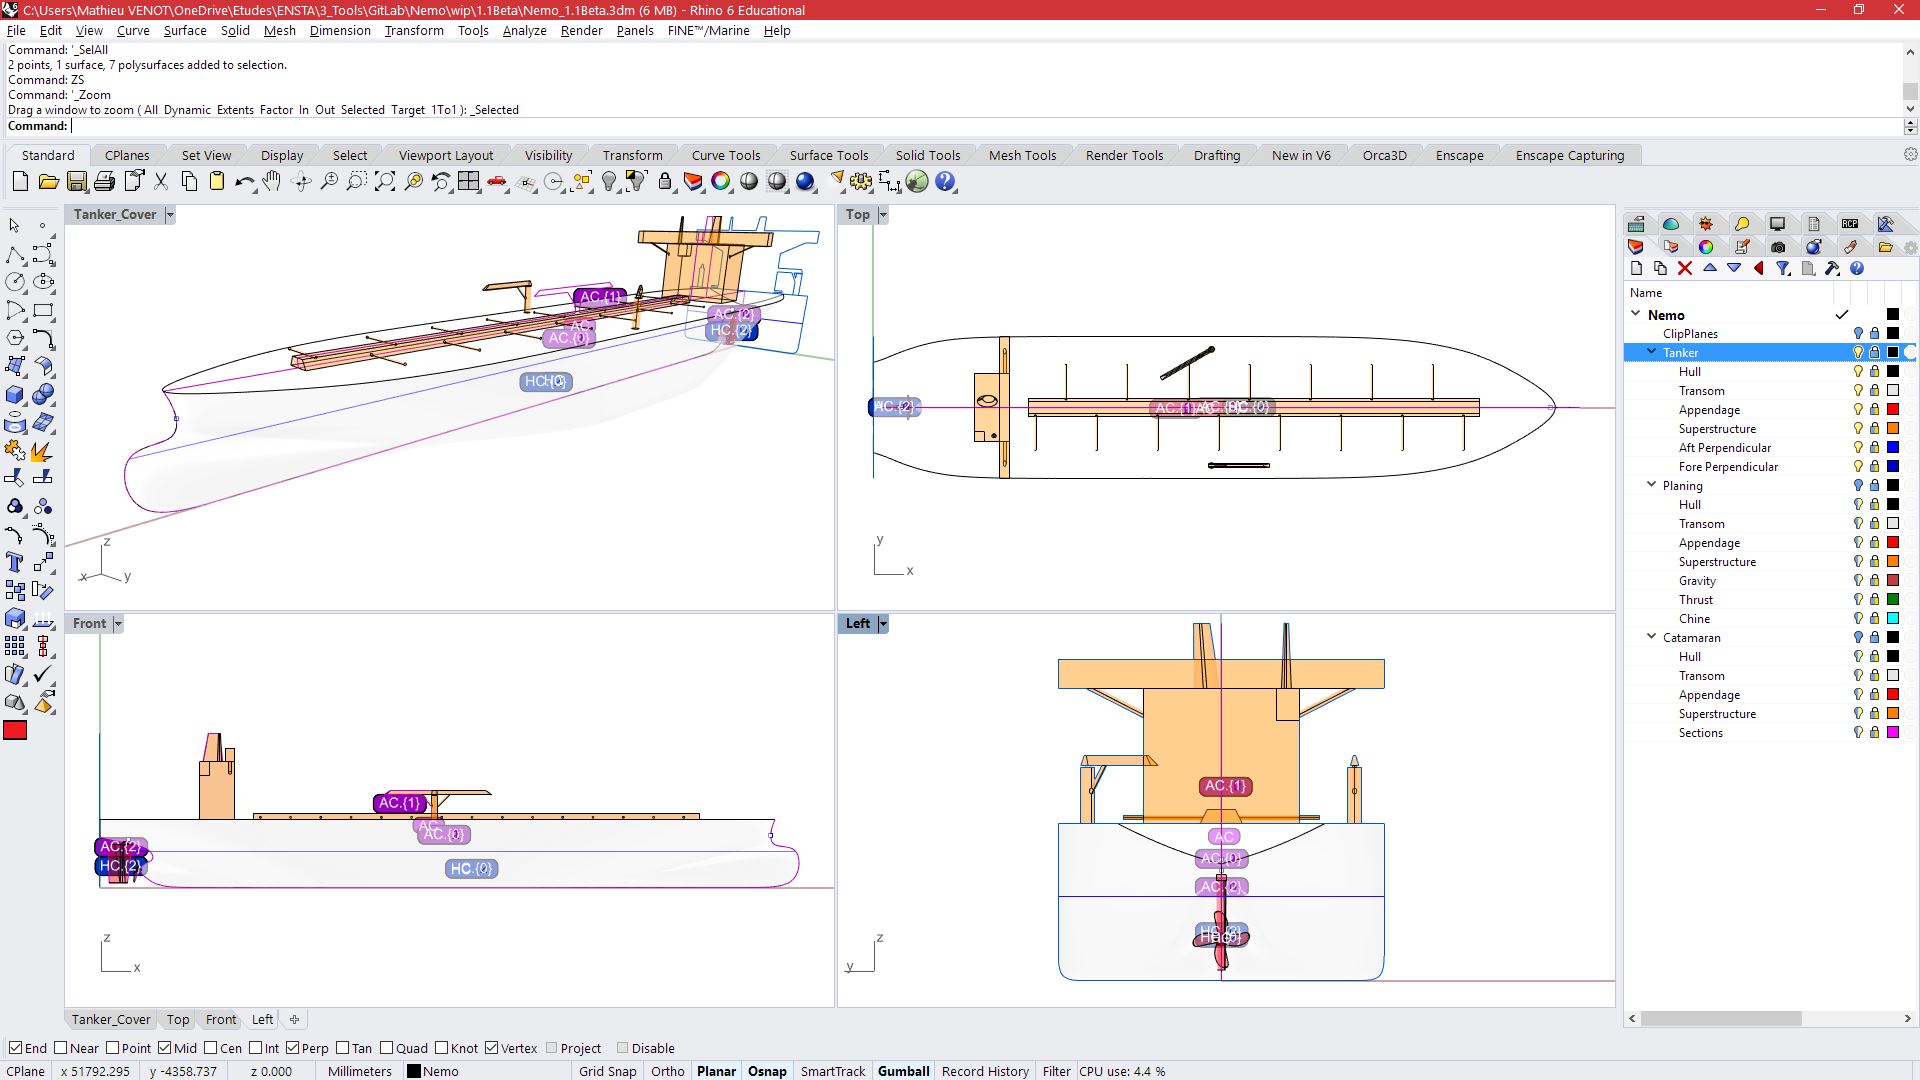 C:\Users\Mathieu VENOT\OneDrive\Etudes\ENSTA\3_Tools\GitLab\Nemo\wip\1.1Beta\Nemo_1.1Beta.3dm (6 MB) - Rhino 6 Educational
File Edit View Curve Surface Solid Mesh Dimension Transform Tools Analyze Render Panels FINE™/Marine Help
Command: '_SelAll
2 points, 1 surface, 7 polysurfaces added to selection.
Command: ZS
Command: '_Zoom
Drag a window to zoom ( All Dynamic Extents Factor In Out Selected Target 1To1 ): _Selected
Command:
Standard CPlanes Set View Display Select Viewport Layout Visibility Transform Curve Tools Surface Tools Solid Tools Mesh Tools Render Tools Drafting New in V6 Orca3D Enscape Enscape Capturing
Tanker_Cover
AC.{1}
AC
AC.{0}
AC.{2}
HC.{2}
z
x
y
Top
AC.{1}
y
x
Front
AC.{1}
AC
AC.{0}
AC.{2}
HC.{2}
HC.{0}
z
x
Left
AC.{1}
AC
AC.{0}
AC.{2}
z
y
RCP
Name
Nemo
ClipPlanes
Tanker
Hull
Transom
Appendage
Superstructure
Aft Perpendicular
Fore Perpendicular
Planing
Hull
Transom
Appendage
Superstructure
Gravity
Thrust
Chine
Catamaran
Hull
Transom
Appendage
Superstructure
Sections
Tanker_Cover Top Front Left
End Near Point Mid Cen Int Perp Tan Quad Knot Vertex Project Disable
CPlane x 51792.295 y -4358.737 z 0.000 Millimeters Nemo Grid Snap Ortho Planar Osnap SmartTrack Gumball Record History Filter CPU use: 4.4 %